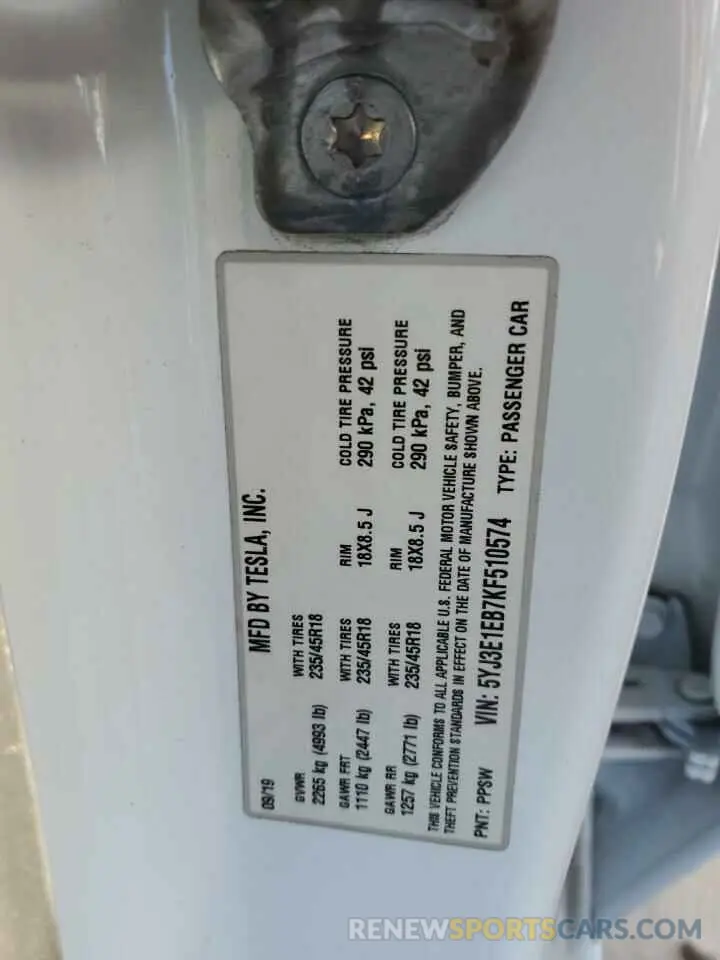 MFD BY TESLA, INC.
09/19
GVWR WITH TIRES
2265 kg (4993 lb) 235/45R18
GAWR FRT WITH TIRES RIM COLD TIRE PRESSURE
1110 kg (2447 lb) 235/45R18 18X8.5 J 290 kPa, 42 psi
GAWR RR WITH TIRES RIM COLD TIRE PRESSURE
1257 kg (2771 lb) 235/45R18 18X8.5 J 290 kPa, 42 psi
THIS VEHICLE CONFORMS TO ALL APPLICABLE U.S. FEDERAL MOTOR VEHICLE SAFETY, BUMPER, AND
THEFT PREVENTION STANDARDS IN EFFECT ON THE DATE OF MANUFACTURE SHOWN ABOVE.
PNT: PPSW VIN: 5YJ3E1EB7KF510574 TYPE: PASSENGER CAR
RENEWSPORTSCARS.COM